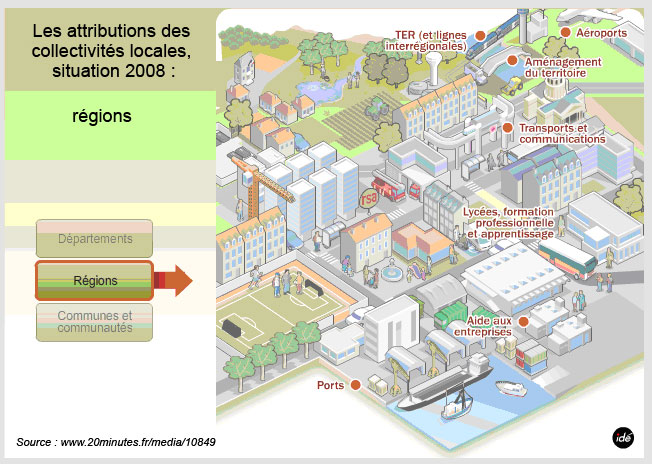 Les attributions des
collectivités locales,
situation 2008 :
régions
Départements
Régions
Communes et
communautés
TER (et lignes
interrégionales)
Aéroports
Aménagement
du territoire
Transports et
communications
rsa
Lycées, formation
professionnelle
et apprentissage
Aide aux
entreprises
Ports
Source : www.20minutes.fr/media/10849
idé